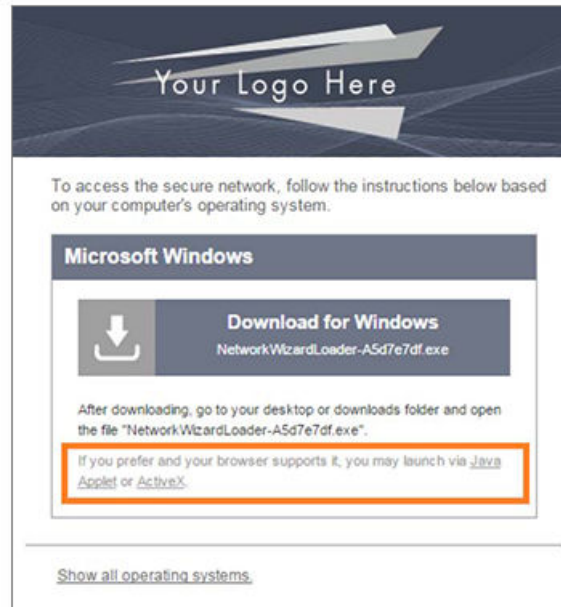 Your Logo Here
To access the secure network, follow the instructions below based
on your computer's operating system.
Microsoft Windows
Download for Windows
NetworkWizardLoader-A5d7e7df.exe
After downloading, go to your desktop or downloads folder and open
the file "NetworkWizardLoader-A5d7e7df.exe".
If you prefer and your browser supports it, you may launch via Java
Applet or ActiveX.
Show all operating systems.